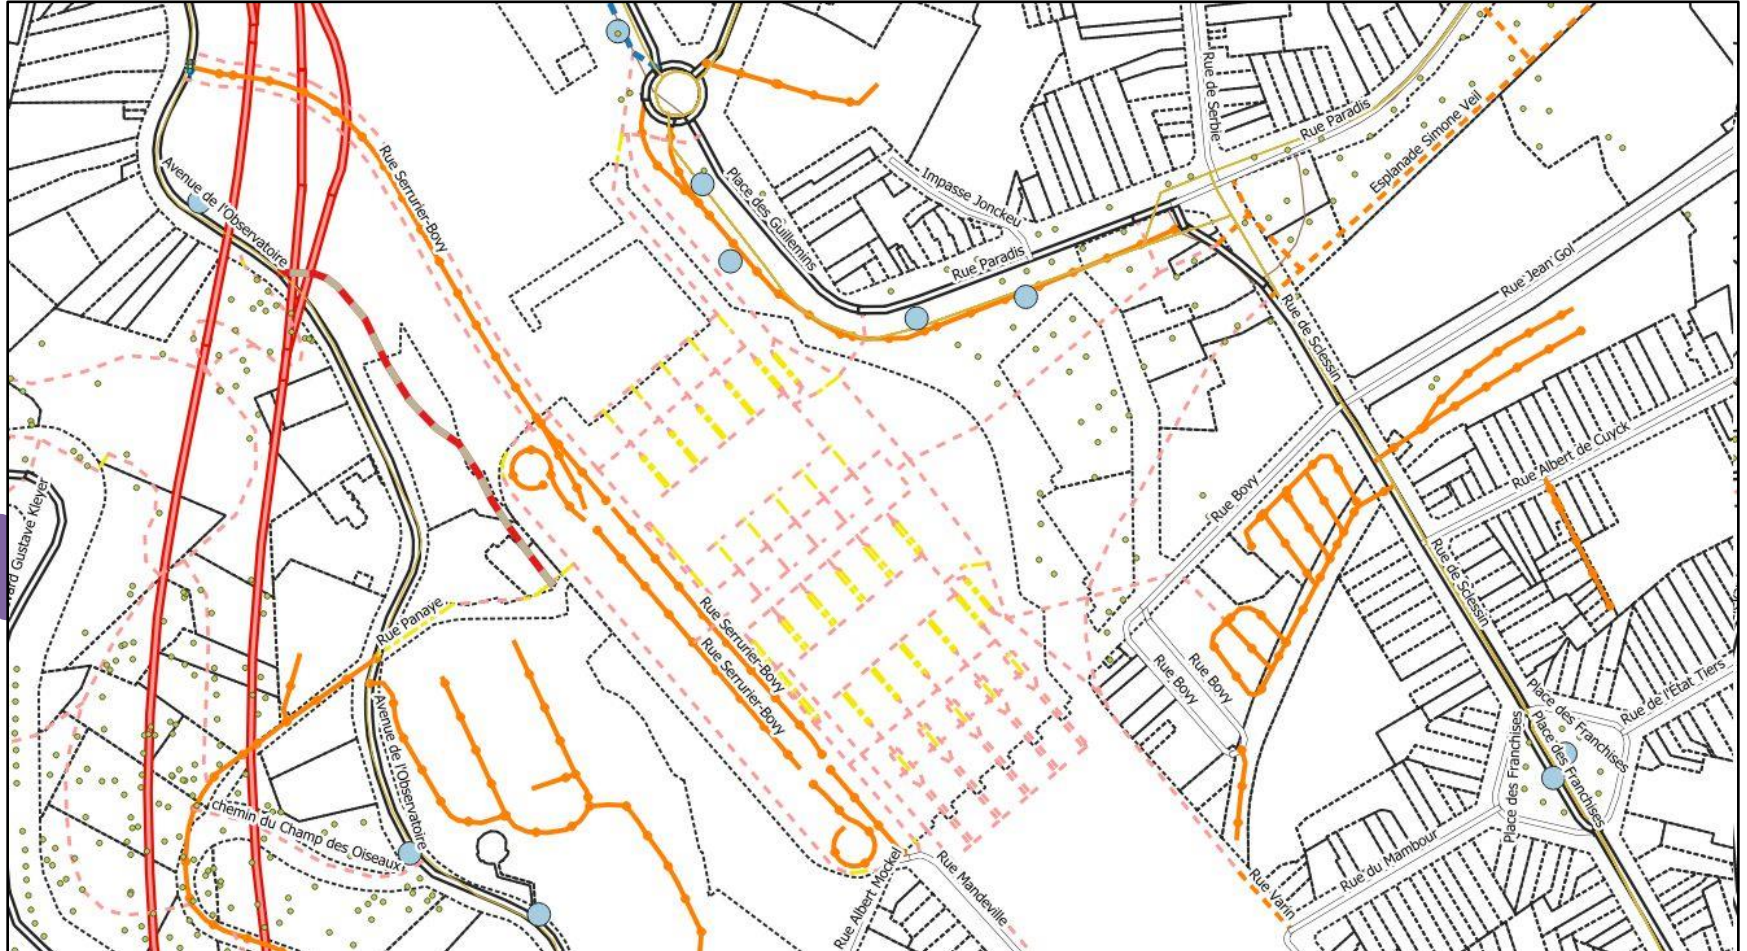 Rue de Serbie
Rue Paradis
Esplanade Simone Veil
Rue Serrurier-Bovy
Avenue de l'Observatoire
Place des Guillemins
Impasse Jonckeu
Rue Paradis
Rue Jean Gol
Rue de Sclessin
Rue Albert de Cuyck
Rue Bovy
ard Gustave Kleyer
Rue de Sclessin
Rue Panaye
Rue Serrurier-Bovy
Rue Serrurier-Bovy
Rue Bovy
Rue Bovy
Rue de l'Etat Tiers
Place des Franchises
Place des Franchises
Place des Franchises
Avenue de l'Observatoire
chemin du Champ des Oiseaux
Rue Albert Mockel
Rue Mandeville
Rue Varin
Rue du Mambour